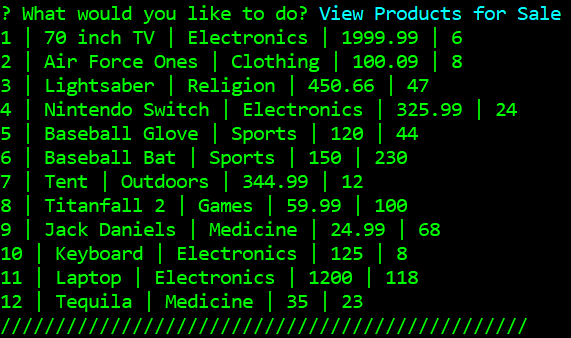 ? What would you like to do? View Products for Sale
1 | 70 inch TV | Electronics | 1999.99 | 6
2 | Air Force Ones | Clothing | 100.09 | 8
3 | Lightsaber | Religion | 450.66 | 47
4 | Nintendo Switch | Electronics | 325.99 | 24
5 | Baseball Glove | Sports | 120 | 44
6 | Baseball Bat | Sports | 150 | 230
7 | Tent | Outdoors | 344.99 | 12
8 | Titanfall 2 | Games | 59.99 | 100
9 | Jack Daniels | Medicine | 24.99 | 68
10 | Keyboard | Electronics | 125 | 8
11 | Laptop | Electronics | 1200 | 118
12 | Tequila | Medicine | 35 | 23
////////////////////////////////////////////////